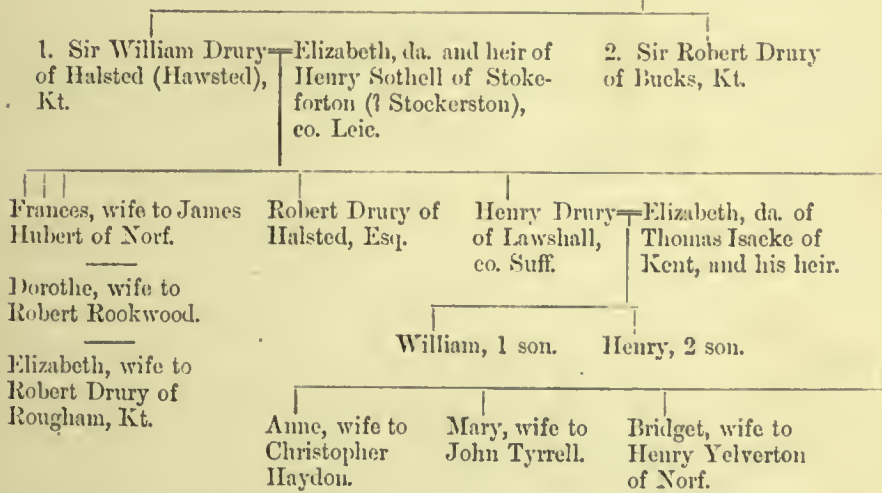 1. Sir William Drury
of Halsted (Hawsted),
Kt.
Elizabeth, da. and heir of
Henry Sothell of Stoke-
forton (? Stockerston),
co. Leic.
2. Sir Robert Drury
of Bucks, Kt.
Frances, wife to James
Hubert of Norf.
Dorothe, wife to
Robert Rookwood.
Elizabeth, wife to
Robert Drury of
Rougham, Kt.
Robert Drury of
Halsted, Esq.
Henry Drury
of Lawshall,
co. Suff.
Elizabeth, da. of
Thomas Isacke of
Kent, and his heir.
William, 1 son.
Henry, 2 son.
Anne, wife to
Christopher
Haydon.
Mary, wife to
John Tyrrell.
Bridget, wife to
Henry Yelverton
of Norf.